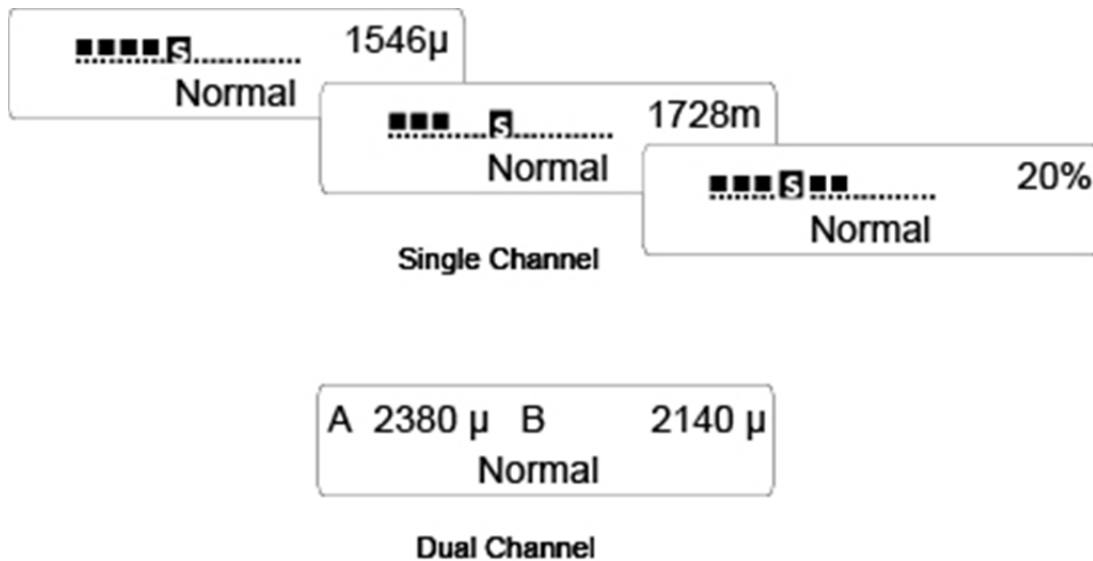 S 1546µ
Normal
S 1728m
Normal
S 20%
Normal
Single Channel
A 2380 µ B 2140 µ
Normal
Dual Channel